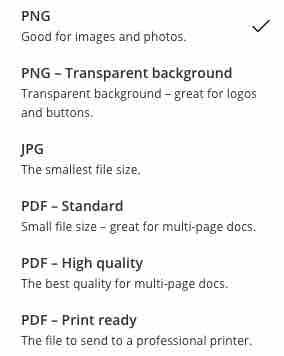 PNG
Good for images and photos.
PNG – Transparent background
Transparent background – great for logos
and buttons.
JPG
The smallest file size.
PDF – Standard
Small file size – great for multi-page docs.
PDF – High quality
The best quality for multi-page docs.
PDF – Print ready
The file to send to a professional printer.